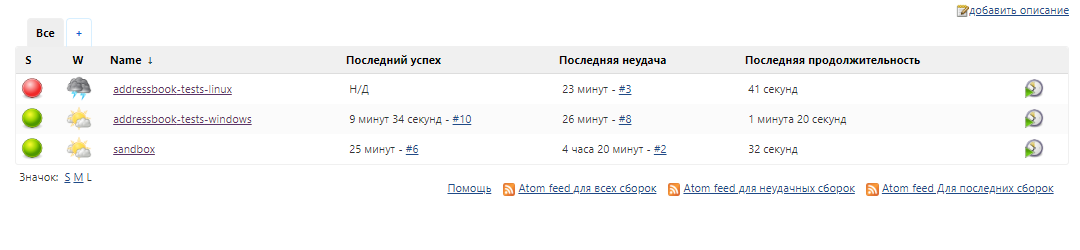 добавить описание
Все +
S W Name ↓ Последний успех Последняя неудача Последняя продолжительность
addressbook-tests-linux Н/Д 23 минут - #3 41 секунд
addressbook-tests-windows 9 минут 34 секунд - #10 26 минут - #8 1 минута 20 секунд
sandbox 25 минут - #6 4 часа 20 минут - #2 32 секунд
Значок: S M L
Помощь Atom feed для всех сборок Atom feed для неудачных сборок Atom feed Для последних сборок